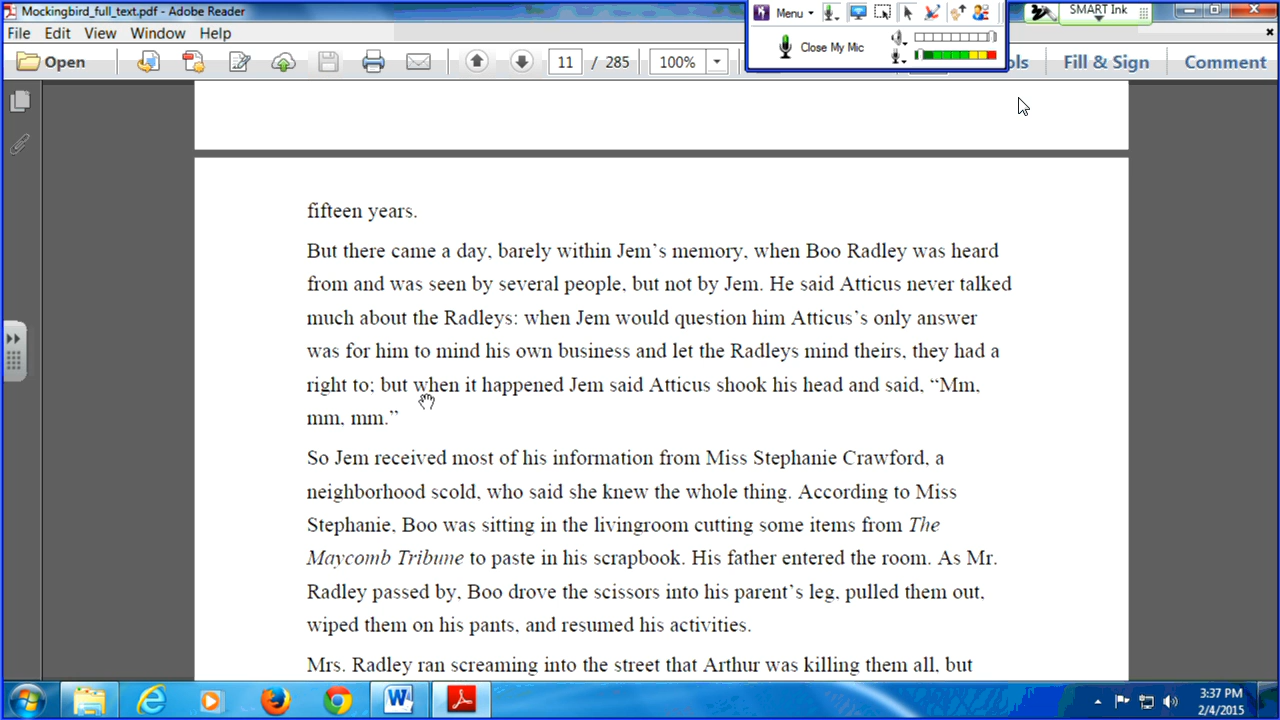 Mockingbird_full_text.pdf - Adobe Reader
Menu
SMART Ink
File Edit View Window Help
Close My Mic
Open
11 / 285
100%
Fill & Sign
Comment
fifteen years.
But there came a day, barely within Jem’s memory, when Boo Radley was heard
from and was seen by several people, but not by Jem. He said Atticus never talked
much about the Radleys: when Jem would question him Atticus’s only answer
was for him to mind his own business and let the Radleys mind theirs, they had a
right to; but when it happened Jem said Atticus shook his head and said, “Mm,
mm, mm.”
So Jem received most of his information from Miss Stephanie Crawford, a
neighborhood scold, who said she knew the whole thing. According to Miss
Stephanie, Boo was sitting in the livingroom cutting some items from The
Maycomb Tribune to paste in his scrapbook. His father entered the room. As Mr.
Radley passed by, Boo drove the scissors into his parent’s leg, pulled them out,
wiped them on his pants, and resumed his activities.
Mrs. Radley ran screaming into the street that Arthur was killing them all, but
3:37 PM
2/4/2015